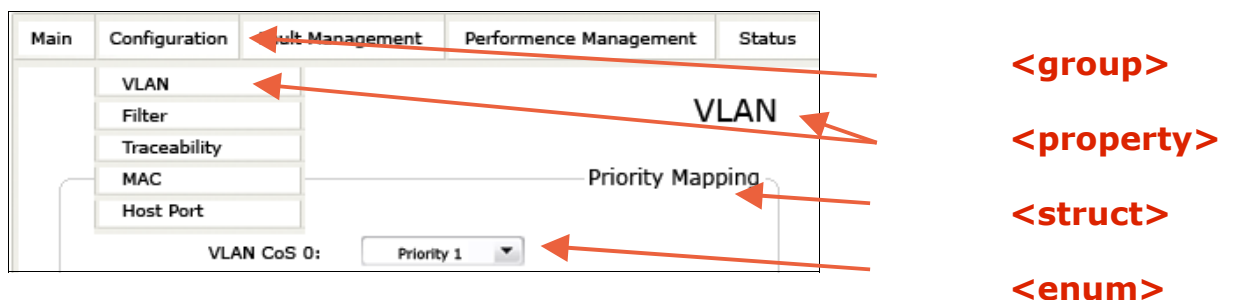 Main Configuration Fault Management Performence Management Status
VLAN
Filter
Traceability
MAC
Host Port
VLAN
Priority Mapping
VLAN CoS 0: Priority 1
<group>
<property>
<struct>
<enum>